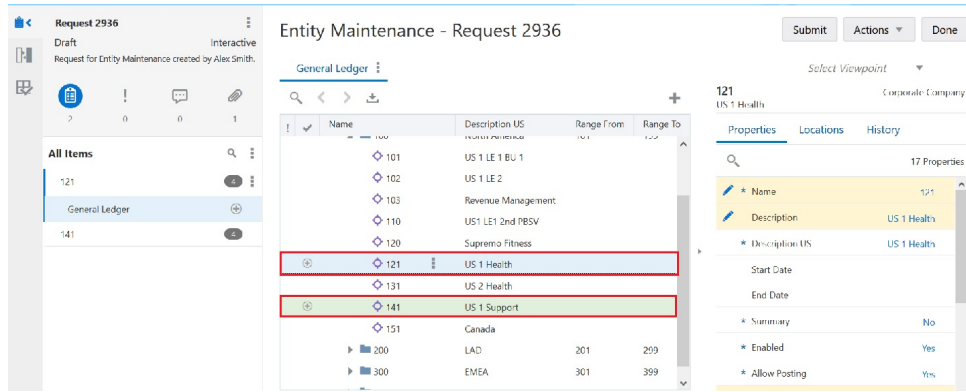 Request 2936
Draft Interactive
Request for Entity Maintenance created by Alex Smith.
2 0 0 1
All Items
121 4
General Ledger
141 4
Entity Maintenance - Request 2936
Submit Actions Done
General Ledger
Select Viewpoint
Name Description US Range From Range To
100 North America 101 199
101 US 1 LE 1 BU 1
102 US 1 LE 2
103 Revenue Management
110 US1 LE1 2nd PBSV
120 Supremo Fitness
121 US 1 Health
131 US 2 Health
141 US 1 Support
151 Canada
200 LAD 201 299
300 EMEA 301 399
121 Corporate Company
US 1 Health
Properties Locations History
17 Properties
* Name 121
Description US 1 Health
* Description US US 1 Health
Start Date
End Date
* Summary No
* Enabled Yes
* Allow Posting Yes